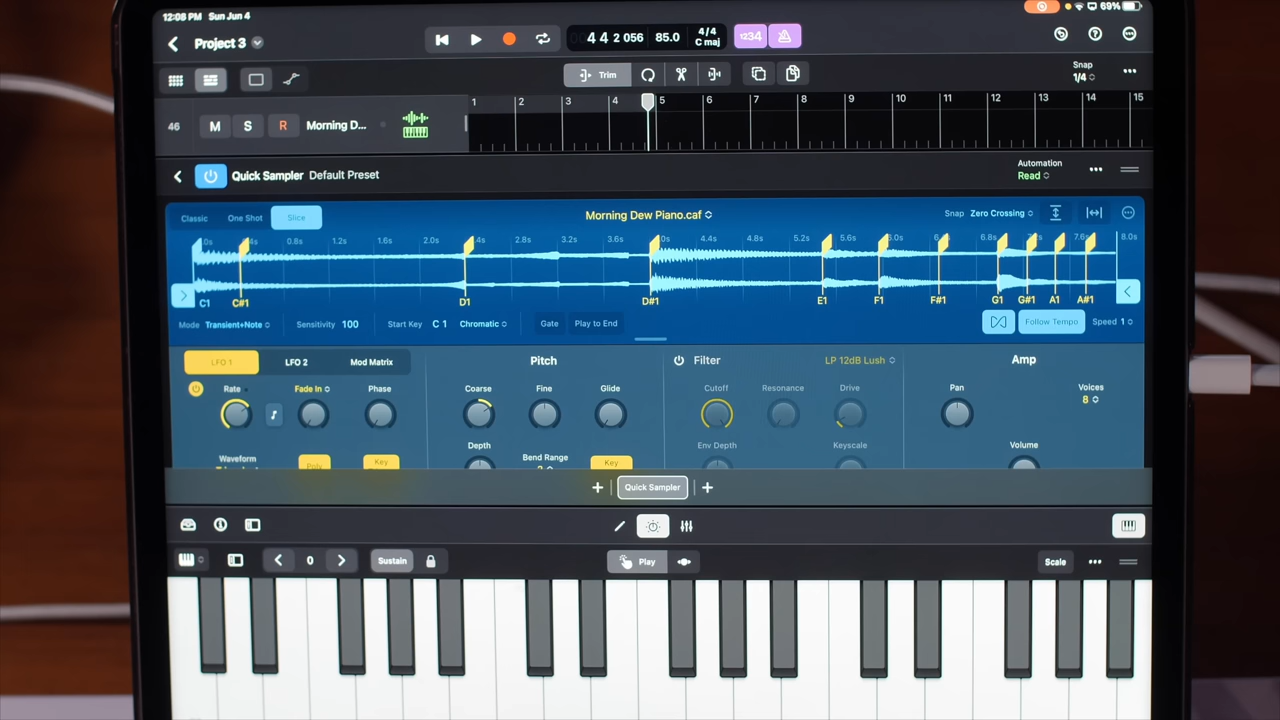 12:08 PM Sun Jun 4
69%
Project 3
4 4 2 056 85.0 4/4 C maj
1234
Trim
Snap
1/4
1 2 3 4 5 6 7 8 9 10 11 12 13 14 15
46 M S R Morning D...
Quick Sampler Default Preset
Automation
Read
Classic One Shot Slice
Morning Dew Piano.caf
Snap Zero Crossing
0s 0.8s 1.2s 1.6s 2.0s 4s 2.8s 3.2s 3.6s 4.4s 4.8s 5.2s 5.6s 6.8s 7.6s 8.0s
C1 C#1 D1 D#1 E1 F1 F#1 G1 G#1 A1 A#1
Mode Transient+Note Sensitivity 100 Start Key C 1 Chromatic Gate Play to End Follow Tempo Speed 1
LFO 1 LFO 2 Mod Matrix Pitch Filter LP 12dB Lush Amp
Rate Fade In Phase Coarse Fine Glide Cutoff Resonance Drive Pan Voices
8
Waveform Poly Key Depth Bend Range Key Env Depth Keyscale Volume
Quick Sampler
0 Sustain Play Scale